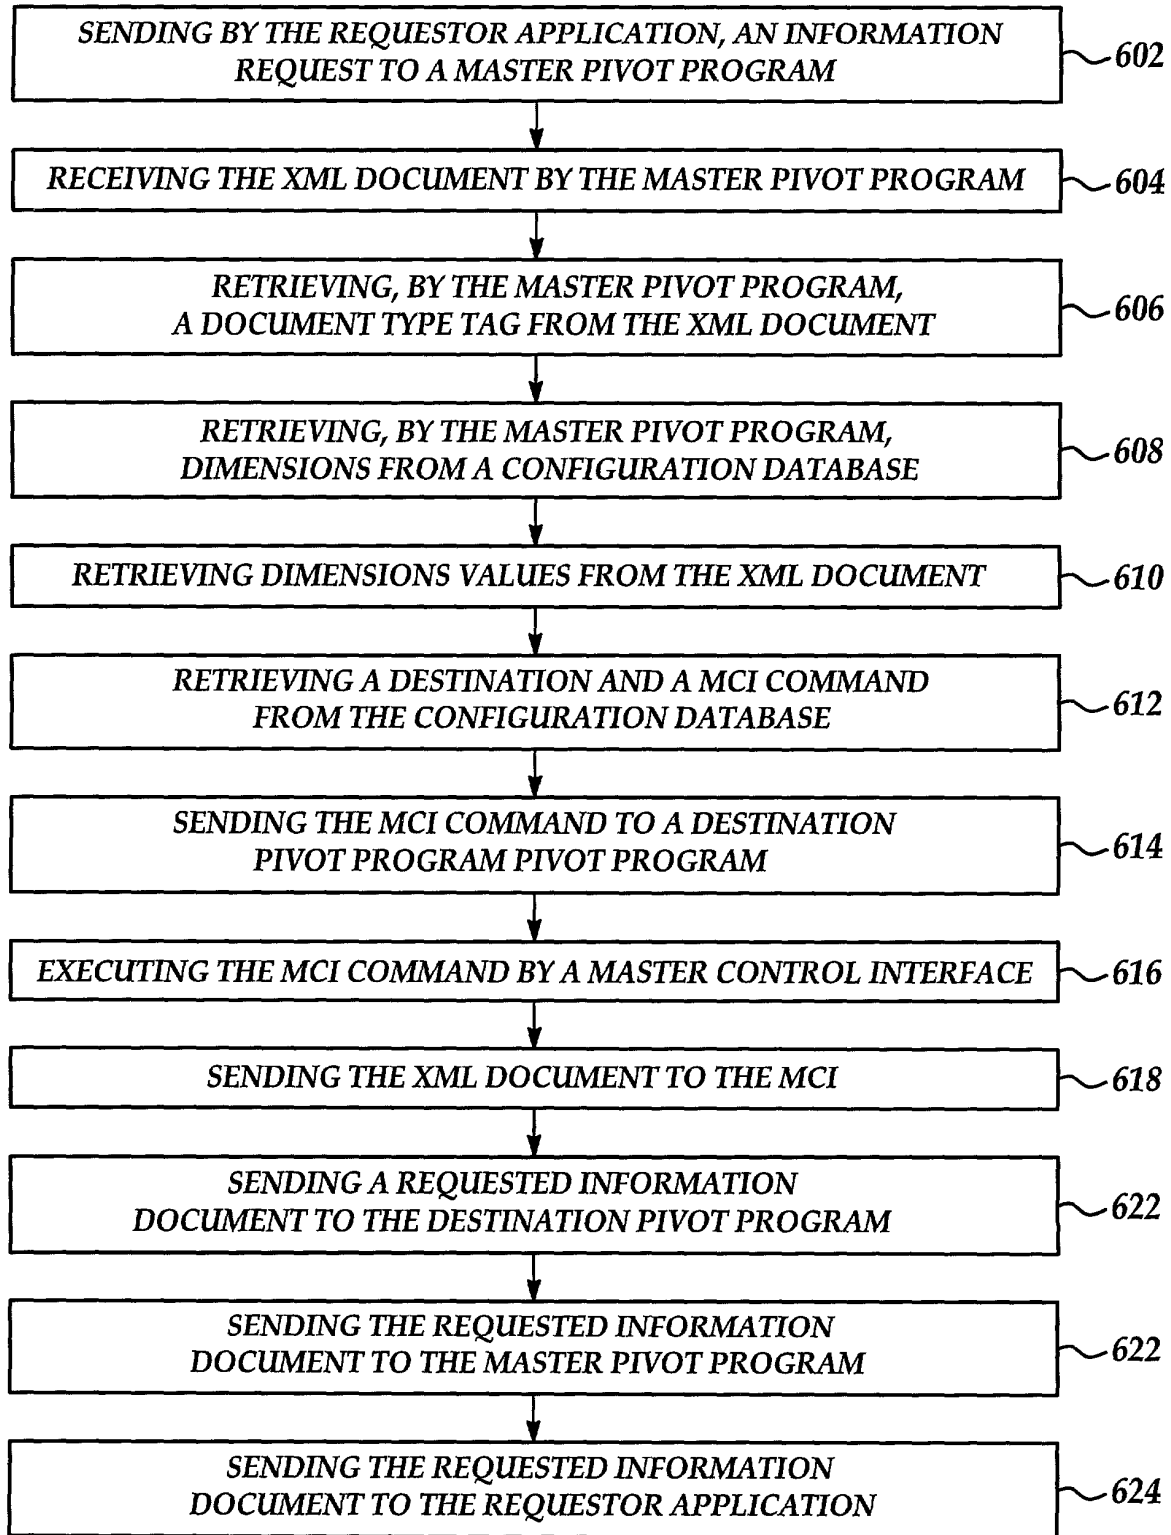 SENDING BY THE REQUESTOR APPLICATION, AN INFORMATION
REQUEST TO A MASTER PIVOT PROGRAM
602
RECEIVING THE XML DOCUMENT BY THE MASTER PIVOT PROGRAM
604
RETRIEVING, BY THE MASTER PIVOT PROGRAM,
A DOCUMENT TYPE TAG FROM THE XML DOCUMENT
606
RETRIEVING, BY THE MASTER PIVOT PROGRAM,
DIMENSIONS FROM A CONFIGURATION DATABASE
608
RETRIEVING DIMENSIONS VALUES FROM THE XML DOCUMENT
610
RETRIEVING A DESTINATION AND A MCI COMMAND
FROM THE CONFIGURATION DATABASE
612
SENDING THE MCI COMMAND TO A DESTINATION
PIVOT PROGRAM PIVOT PROGRAM
614
EXECUTING THE MCI COMMAND BY A MASTER CONTROL INTERFACE
616
SENDING THE XML DOCUMENT TO THE MCI
618
SENDING A REQUESTED INFORMATION
DOCUMENT TO THE DESTINATION PIVOT PROGRAM
622
SENDING THE REQUESTED INFORMATION
DOCUMENT TO THE MASTER PIVOT PROGRAM
622
SENDING THE REQUESTED INFORMATION
DOCUMENT TO THE REQUESTOR APPLICATION
624